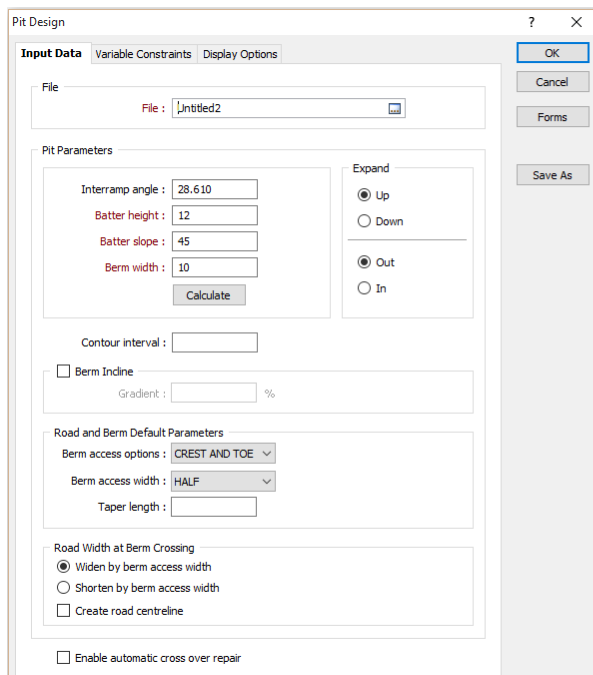 Pit Design ? ✕
Input Data Variable Constraints Display Options OK
Cancel
File
File : Untitled2
Forms
Pit Parameters
Save As
Expand
Interramp angle : 28.610
Up
Batter height : 12
Down
Batter slope : 45
Berm width : 10
Out
Calculate
In
Contour interval :
Berm Incline
Gradient : %
Road and Berm Default Parameters
Berm access options : CREST AND TOE
Berm access width : HALF
Taper length :
Road Width at Berm Crossing
Widen by berm access width
Shorten by berm access width
Create road centreline
Enable automatic cross over repair